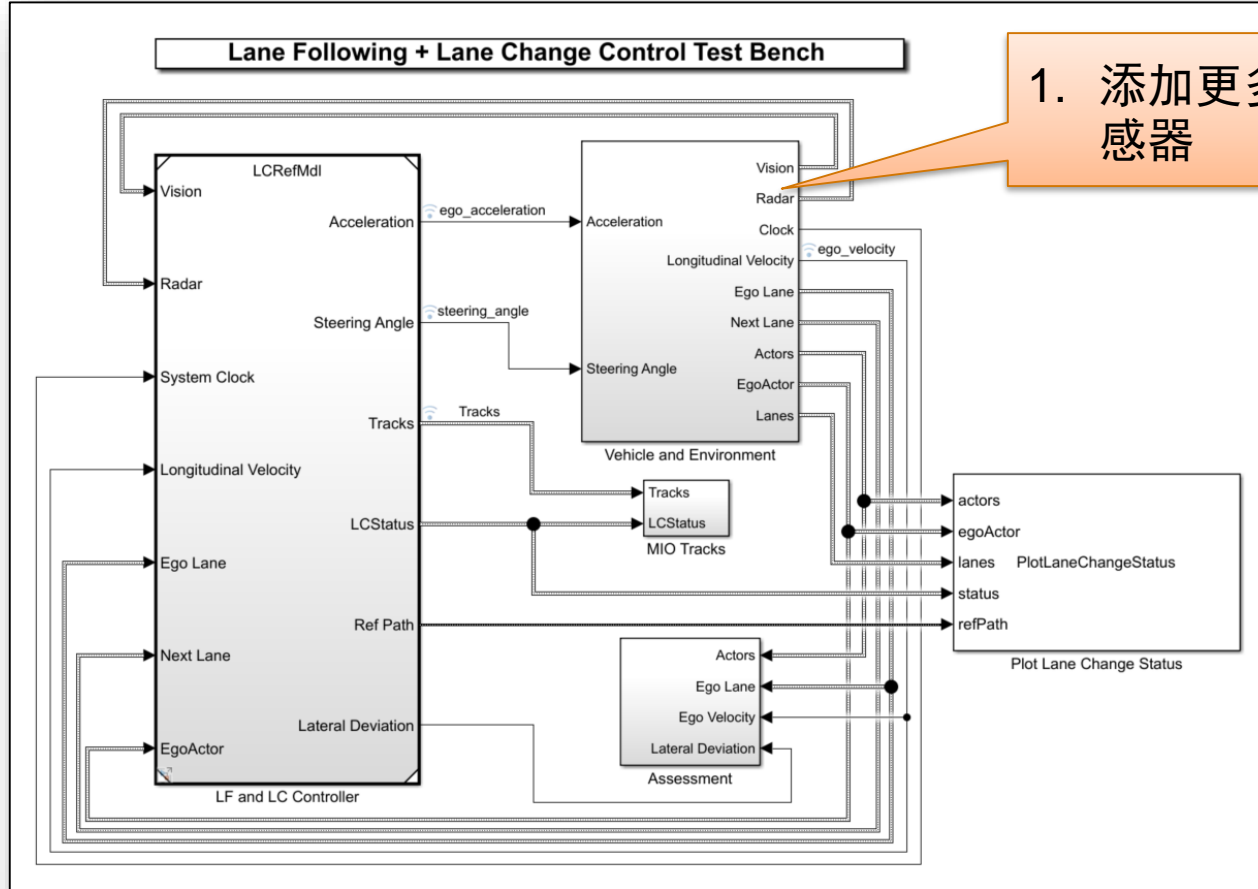 Lane Following + Lane Change Control Test Bench
1. 添加更多
感器
LCRefMdl
Vision
Radar
System Clock
Longitudinal Velocity
Ego Lane
Next Lane
EgoActor
Acceleration
Steering Angle
Tracks
LCStatus
Ref Path
Lateral Deviation
LF and LC Controller
ego_acceleration
steering_angle
Tracks
Acceleration
Steering Angle
Vision
Radar
Clock
Longitudinal Velocity
Ego Lane
Next Lane
Actors
EgoActor
Lanes
Vehicle and Environment
ego_velocity
Tracks
LCStatus
MIO Tracks
actors
egoActor
lanes
status
refPath
PlotLaneChangeStatus
Plot Lane Change Status
Actors
Ego Lane
Ego Velocity
Lateral Deviation
Assessment